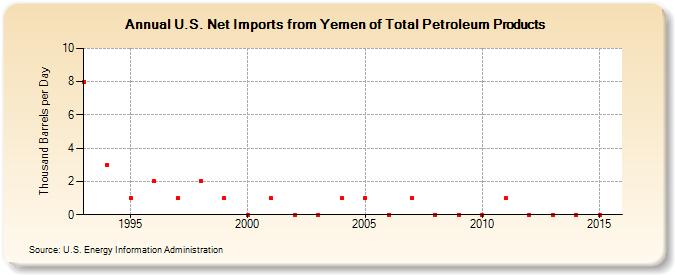 Annual U.S. Net Imports from Yemen of Total Petroleum Products
Thousand Barrels per Day
10
8
6
4
2
0
1995 2000 2005 2010 2015
Source: U.S. Energy Information Administration